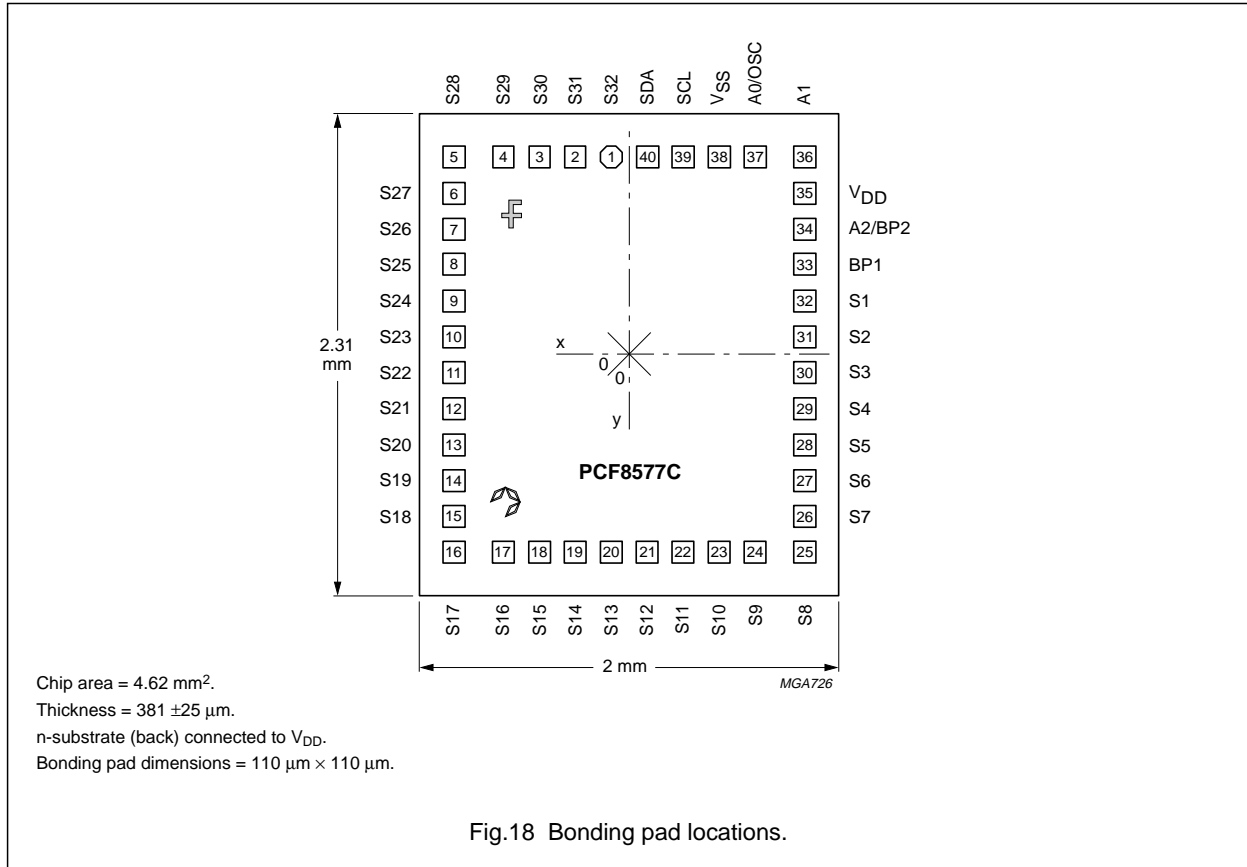 S28 S29 S30 S31 S32 SDA SCL VSS A0/OSC A1
5 4 3 2 1 40 39 38 37 36
S27 6 35 VDD
S26 7 34 A2/BP2
S25 8 33 BP1
S24 9 32 S1
S23 10 31 S2
2.31
mm
x
0
0
y
S22 11 30 S3
S21 12 29 S4
S20 13 28 S5
PCF8577C
S19 14 27 S6
S18 15 26 S7
16 17 18 19 20 21 22 23 24 25
S17 S16 S15 S14 S13 S12 S11 S10 S9 S8
2 mm
MGA726
Chip area = 4.62 mm².
Thickness = 381 ±25 μm.
n-substrate (back) connected to VDD.
Bonding pad dimensions = 110 μm × 110 μm.
Fig.18 Bonding pad locations.